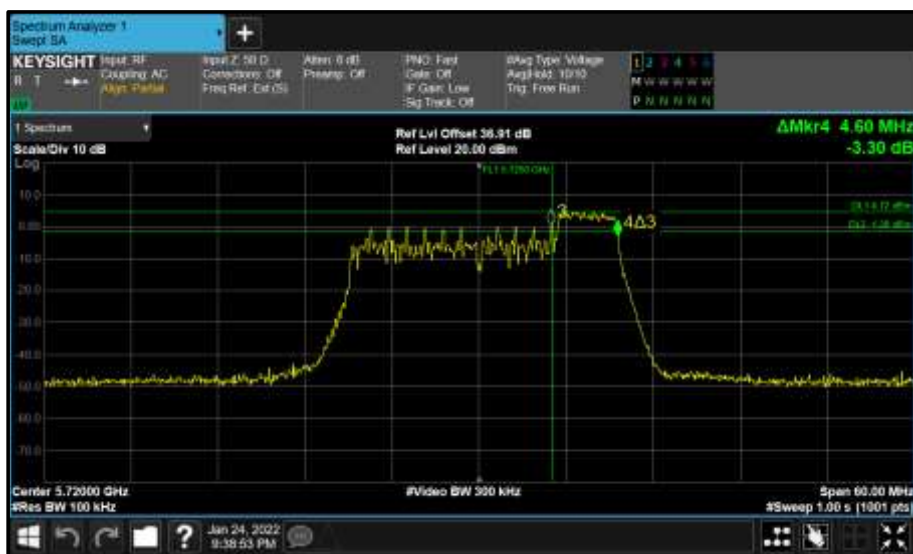 Spectrum Analyzer 1
Swept SA
+
KEYSIGHT
R T
Input: RF
Coupling: AC
Align: Partial
Input Z: 50 Ω
Corrections: Off
Freq Ref: Ext (S)
Atten: 6 dB
Preamp: Off
PNO: Fast
Gate: Off
IF Gain: Low
Sig Track: Off
#Avg Type: Voltage
Avg|Hold: 10/10
Trig: Free Run
1 2 3 4 5 6
M W W W W W
P N N N N N
1 Spectrum
Scale/Div 10 dB
Ref Lvl Offset 36.91 dB
Ref Level 20.00 dBm
ΔMkr4 4.60 MHz
-3.30 dB
Log
10.0
0.00
-10.0
-20.0
-30.0
-40.0
-50.0
-60.0
-70.0
3
4Δ3
Center 5.72000 GHz
#Res BW 100 kHz
#Video BW 300 kHz
Span 60.00 MHz
#Sweep 1.00 s (1001 pts)
?
Jan 24, 2022
9:38:53 PM